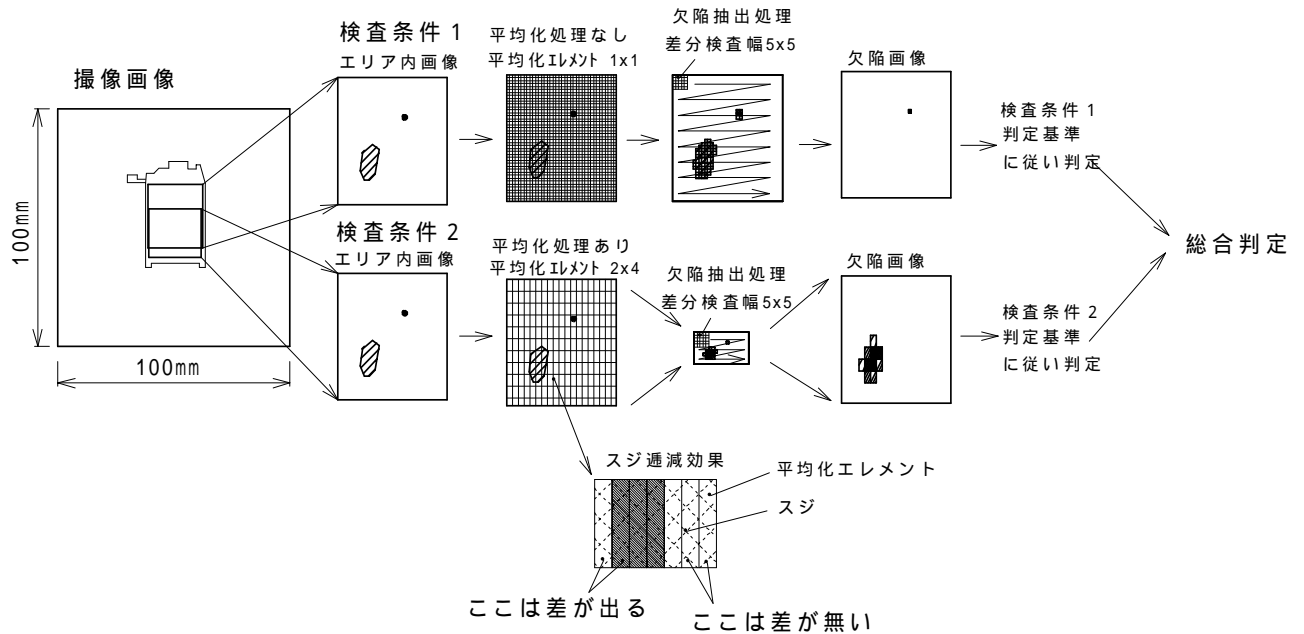 撮像画像
100mm
100mm
検査条件1
エリア内画像
平均化処理なし
平均化エレメント 1x1
欠陥抽出処理
差分検査幅5x5
欠陥画像
検査条件1
判定基準
に従い判定
検査条件2
エリア内画像
平均化処理あり
平均化エレメント 2x4
欠陥抽出処理
差分検査幅5x5
欠陥画像
検査条件2
判定基準
に従い判定
総合判定
スジ逓減効果
平均化エレメント
スジ
ここは差が出る
ここは差が無い